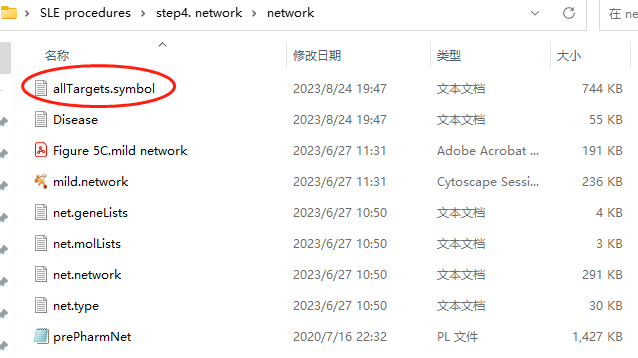 SLE procedures > step4. network > network
在 ne
名称 修改日期 类型 大小
allTargets.symbol 2023/8/24 19:47 文本文档 744 KB
Disease 2023/8/24 19:47 文本文档 55 KB
Figure 5C.mild network 2023/6/27 11:31 Adobe Acrobat ... 191 KB
mild.network 2023/6/27 11:31 Cytoscape Sessi... 236 KB
net.geneLists 2023/6/27 10:50 文本文档 4 KB
net.molLists 2023/6/27 10:50 文本文档 3 KB
net.network 2023/6/27 10:50 文本文档 291 KB
net.type 2023/6/27 10:50 文本文档 30 KB
prePharmNet 2020/7/16 22:32 PL 文件 1,427 KB